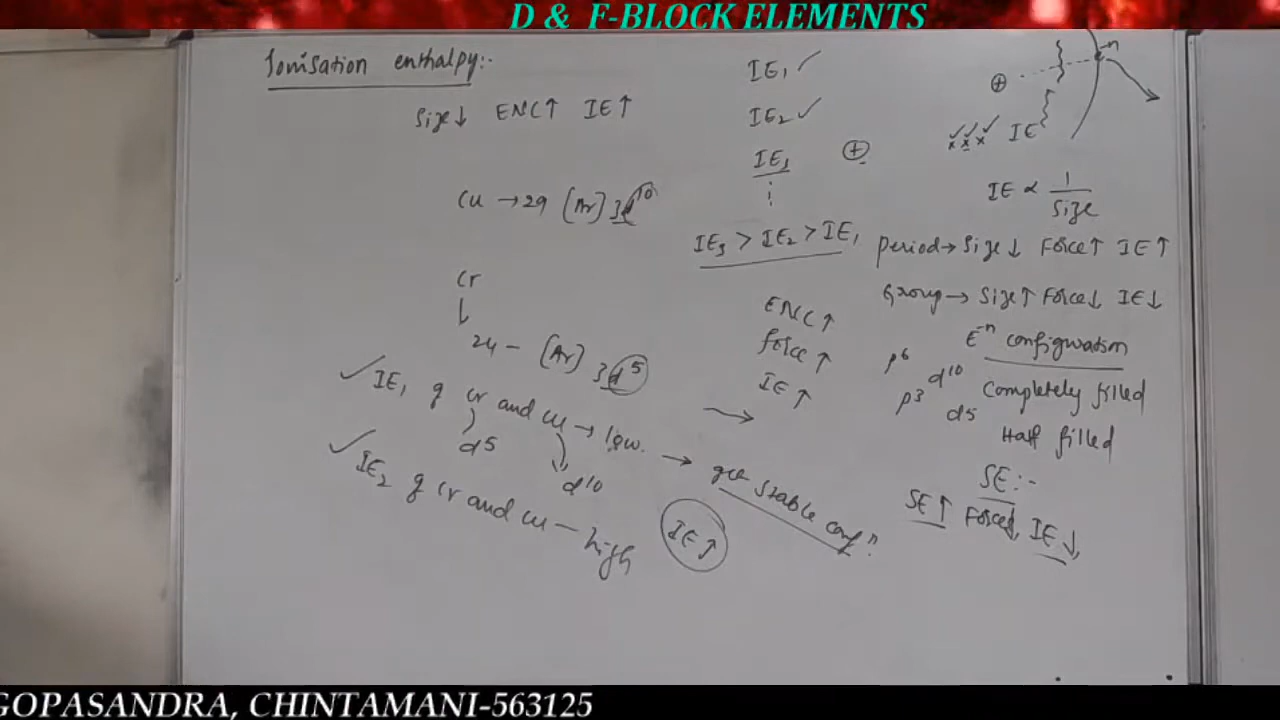 D & F-BLOCK ELEMENTS
Ionisation enthalpy:-
Size↓ ENC↑ IE↑
Cu → 29 [Ar] 3d¹⁰
Cr
↓
24 - [Ar] 3d⁵
✓ IE₁ of Cr and Cu → low.
d⁵
d¹⁰
✓ IE₂ of Cr and Cu - high
IE↑
→ get stable confⁿ.
IE₁ ✓
IE₂ ✓
IE₃
⋮
⊕
IE₃ > IE₂ > IE₁
ENC↑
force↑
IE↑
→
⊕
e⁻ⁿ
✓✓✓ IE
xxx
IE ∝ 1/Size
Period → Size↓ Force↑ IE↑
Group → Size↑ Force↓ IE↓
E⁻ⁿ configuration
p⁶ d¹⁰ Completely filled
p³ d⁵ Half filled
SE:-
SE↑ Force↓ IE↓
GOPASANDRA, CHINTAMANI-563125